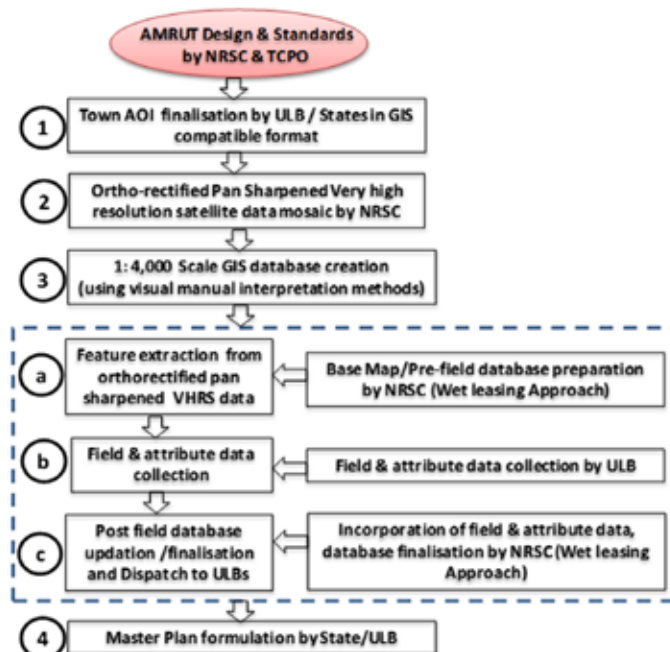 AMRUT Design & Standards
by NRSC & TCPO
1
Town AOI finalisation by ULB / States in GIS
compatible format
2
Ortho-rectified Pan Sharpened Very high
resolution satellite data mosaic by NRSC
3
1: 4,000 Scale GIS database creation
(using visual manual interpretation methods)
a
Feature extraction from
orthorectified pan
sharpened VHRS data
Base Map/Pre-field database preparation
by NRSC (Wet leasing Approach)
b
Field & attribute data
collection
Field & attribute data collection by ULB
c
Post field database
updation /finalisation
and Dispatch to ULBs
Incorporation of field & attribute data,
database finalisation by NRSC (Wet leasing
Approach)
4
Master Plan formulation by State/ULB